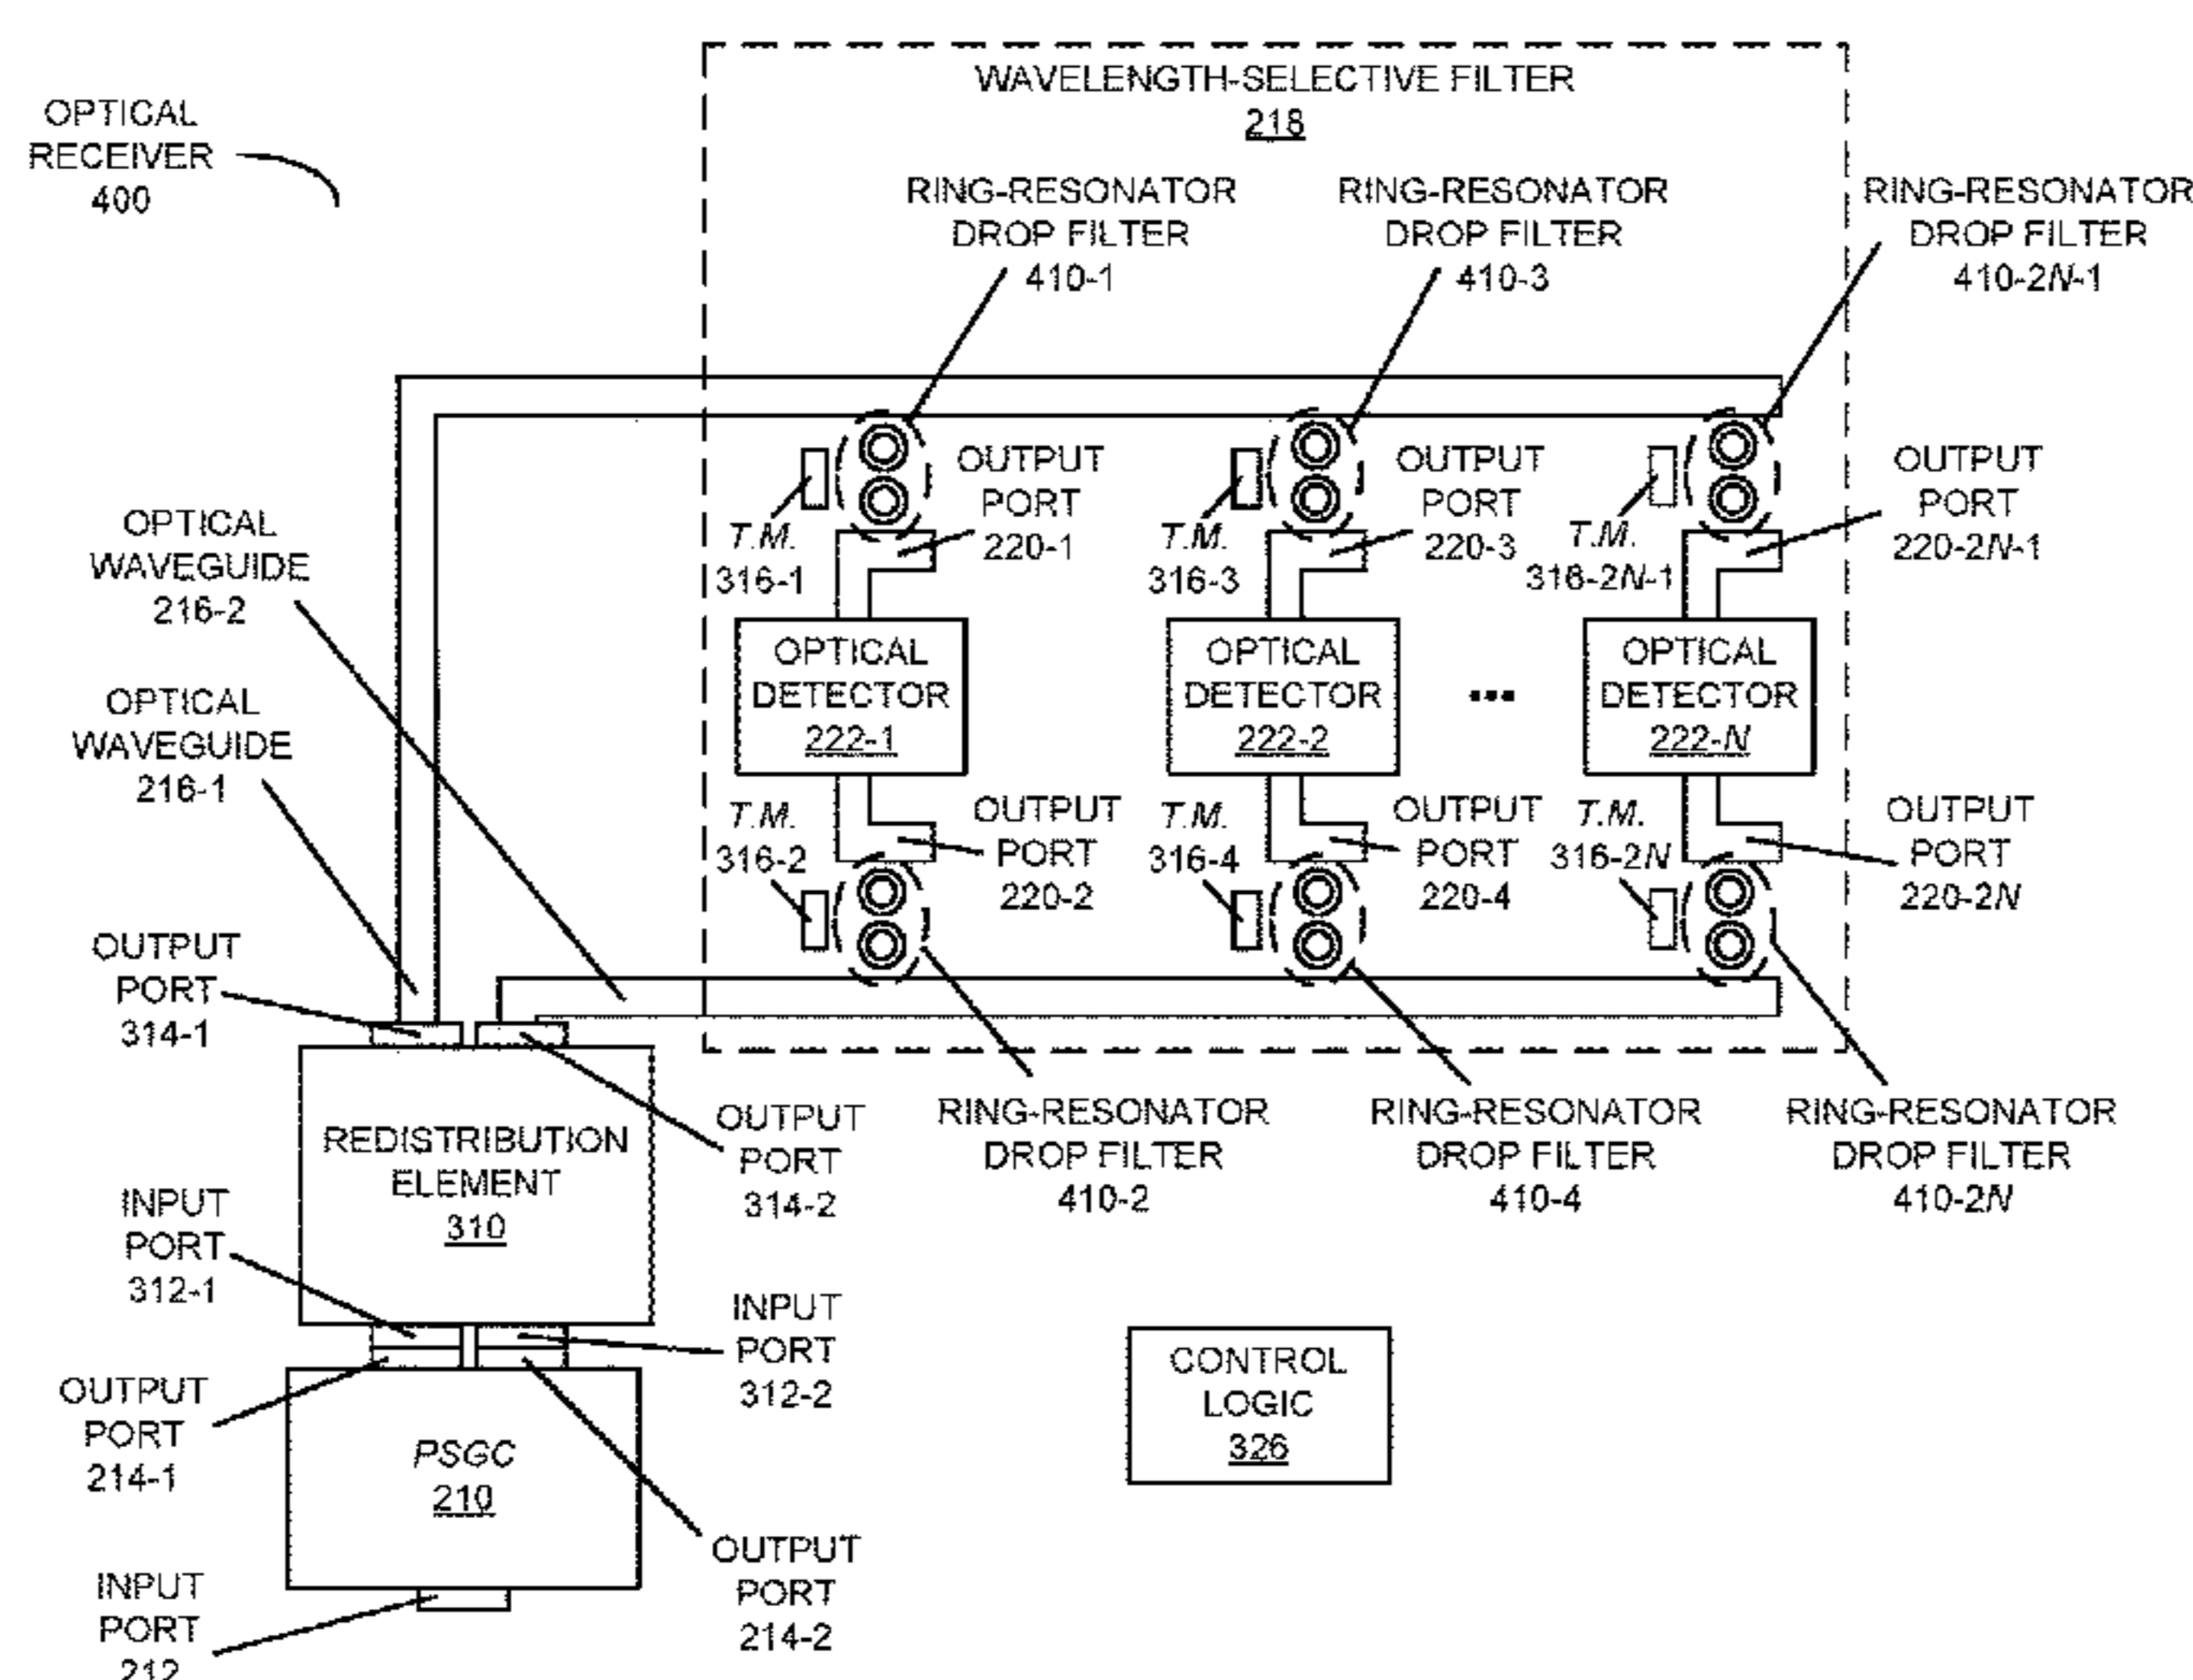 WAVELENGTH-SELECTIVE FILTER
218
OPTICAL
RECEIVER
400
RING-RESONATOR
DROP FILTER
410-1
RING-RESONATOR
DROP FILTER
410-3
RING-RESONATOR
DROP FILTER
410-2N-1
OUTPUT
PORT
220-1
OUTPUT
PORT
220-3
OUTPUT
PORT
220-2N-1
T.M.
316-1
T.M.
316-3
T.M.
316-2N-1
OPTICAL
WAVEGUIDE
216-2
OPTICAL
WAVEGUIDE
216-1
OPTICAL
DETECTOR
222-1
OPTICAL
DETECTOR
222-2
...
OPTICAL
DETECTOR
222-N
T.M.
316-2
OUTPUT
PORT
220-2
T.M.
316-4
OUTPUT
PORT
220-4
T.M.
316-2N
OUTPUT
PORT
220-2N
OUTPUT
PORT
314-1
OUTPUT
PORT
314-2
RING-RESONATOR
DROP FILTER
410-2
RING-RESONATOR
DROP FILTER
410-4
RING-RESONATOR
DROP FILTER
410-2N
REDISTRIBUTION
ELEMENT
310
INPUT
PORT
312-1
INPUT
PORT
312-2
OUTPUT
PORT
214-1
PSGC
210
OUTPUT
PORT
214-2
INPUT
PORT
212
CONTROL
LOGIC
326